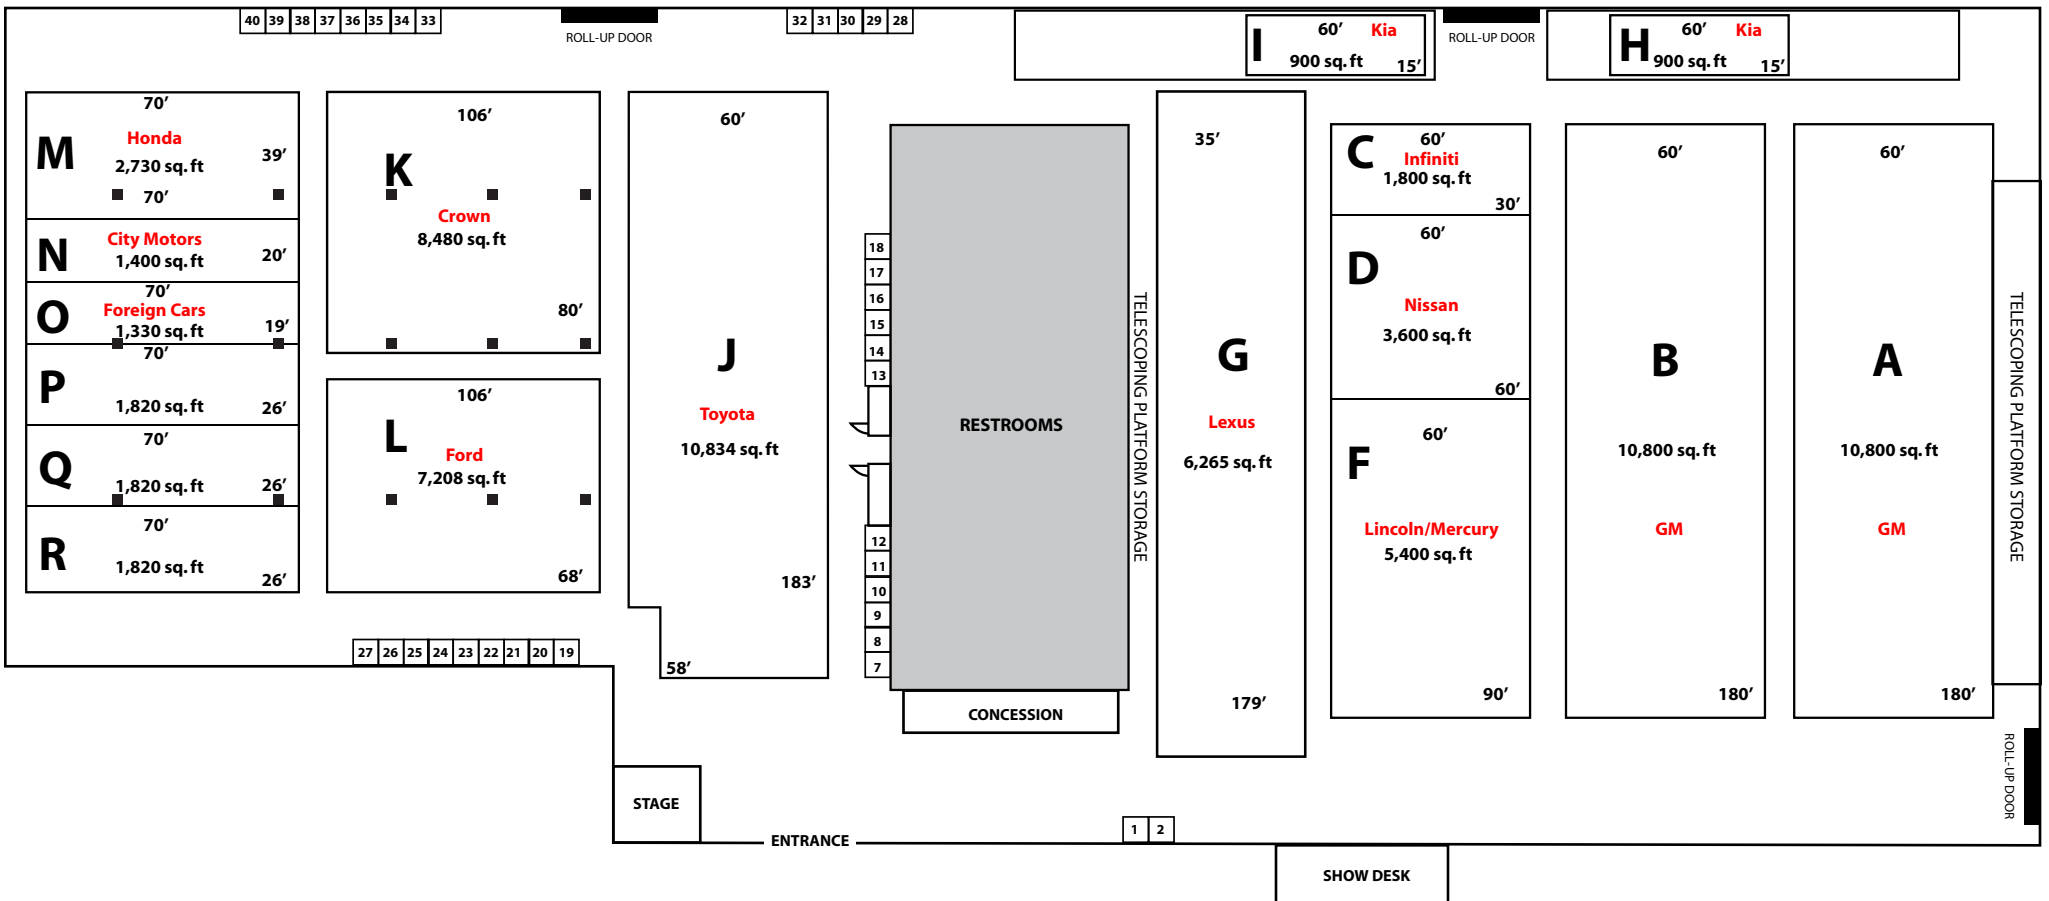 40 39 38 37 36 35 34 33
ROLL-UP DOOR
32 31 30 29 28
I
60’ Kia
900 sq. ft 15’
ROLL-UP DOOR
H
60’ Kia
900 sq. ft 15’
70’
M
Honda
2,730 sq. ft
39’
70’
N
City Motors
1,400 sq. ft
20’
70’
O
Foreign Cars
1,330 sq. ft
19’
70’
P
1,820 sq. ft
26’
70’
Q
1,820 sq. ft
26’
70’
R
1,820 sq. ft
26’
106’
K
Crown
8,480 sq. ft
80’
106’
L
Ford
7,208 sq. ft
68’
27 26 25 24 23 22 21 20 19
60’
J
Toyota
10,834 sq. ft
183’
58’
18
17
16
15
14
13
12
11
10
9
8
7
RESTROOMS
CONCESSION
TELESCOPING PLATFORM STORAGE
35’
G
Lexus
6,265 sq. ft
179’
C
60’
Infiniti
1,800 sq. ft
30’
60’
D
Nissan
3,600 sq. ft
60’
60’
F
Lincoln/Mercury
5,400 sq. ft
90’
60’
B
10,800 sq. ft
GM
180’
60’
A
10,800 sq. ft
GM
180’
TELESCOPING PLATFORM STORAGE
ROLL-UP DOOR
STAGE
ENTRANCE
1 2
SHOW DESK